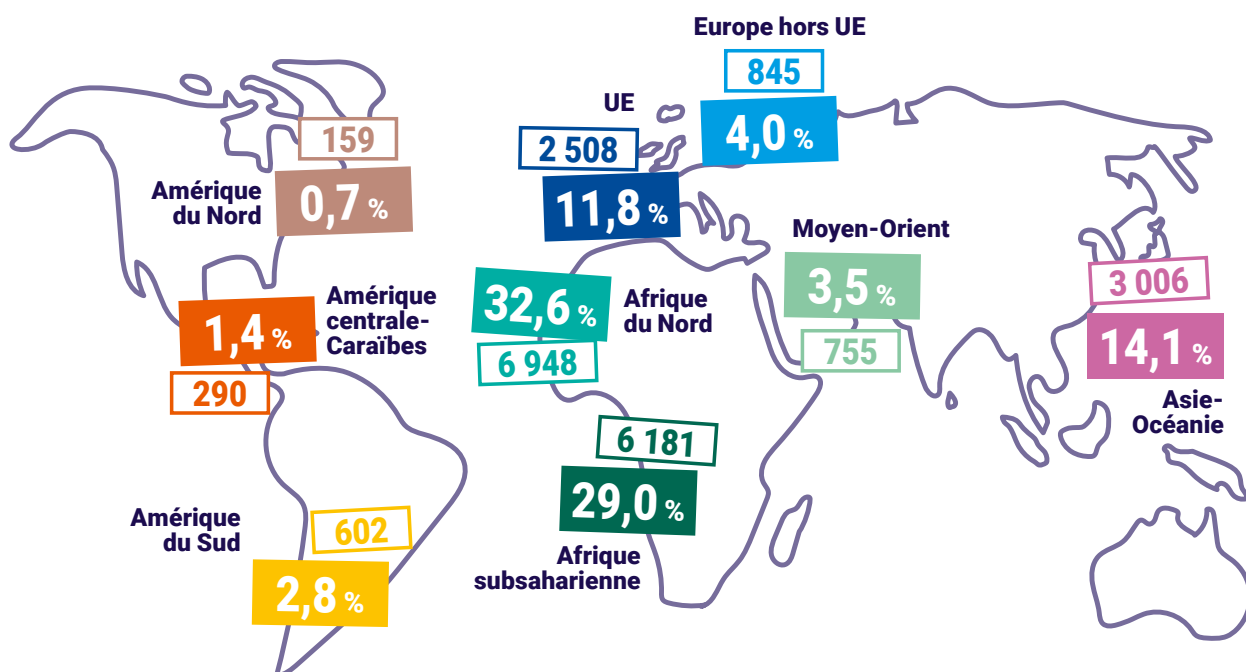 Europe hors UE
845
4,0 %
UE
2 508
11,8 %
159
Amérique
du Nord
0,7 %
Moyen-Orient
3,5 %
755
3 006
14,1 %
Asie-
Océanie
1,4 %
Amérique
centrale-
Caraïbes
290
32,6 %
Afrique
du Nord
6 948
6 181
29,0 %
Afrique
subsaharienne
Amérique
du Sud
602
2,8 %